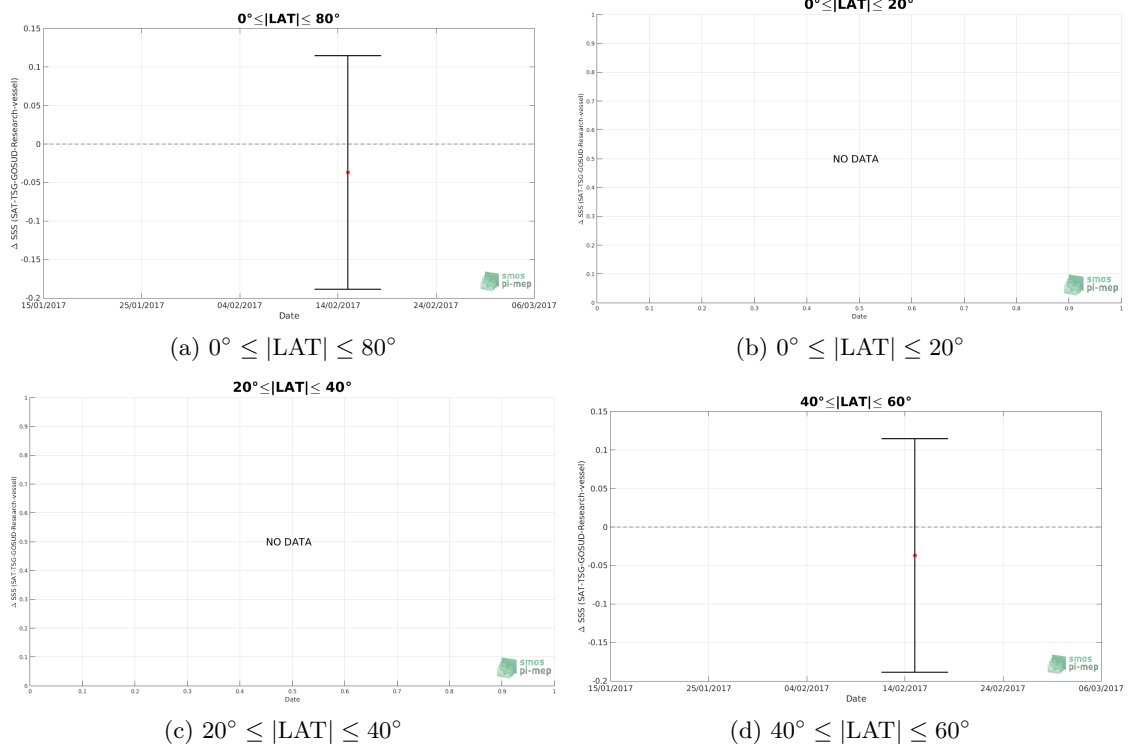 0°≤|LAT|≤ 80°
0.15
0.1
0.05
0
-0.05
-0.1
-0.15
-0.2
Δ SSS (SAT-TSG-GOSUD-Research-vessel)
15/01/2017 25/01/2017 04/02/2017 14/02/2017 24/02/2017 06/03/2017
Date
smos
pi-mep
(a) 0° ≤ |LAT| ≤ 80°
0°≤|LAT|≤ 20°
1
0.9
0.8
0.7
0.6
0.5
0.4
0.3
0.2
0.1
0
Δ SSS (SAT-TSG-GOSUD-Research-vessel)
NO DATA
0 0.1 0.2 0.3 0.4 0.5 0.6 0.7 0.8 0.9 1
Date
smos
pi-mep
(b) 0° ≤ |LAT| ≤ 20°
20°≤|LAT|≤ 40°
1
0.9
0.8
0.7
0.6
0.5
0.4
0.3
0.2
0.1
0
Δ SSS (SAT-TSG-GOSUD-Research-vessel)
NO DATA
0 0.1 0.2 0.3 0.4 0.5 0.6 0.7 0.8 0.9 1
Date
smos
pi-mep
(c) 20° ≤ |LAT| ≤ 40°
40°≤|LAT|≤ 60°
0.15
0.1
0.05
0
-0.05
-0.1
-0.15
-0.2
Δ SSS (SAT-TSG-GOSUD-Research-vessel)
15/01/2017 25/01/2017 04/02/2017 14/02/2017 24/02/2017 06/03/2017
Date
smos
pi-mep
(d) 40° ≤ |LAT| ≤ 60°